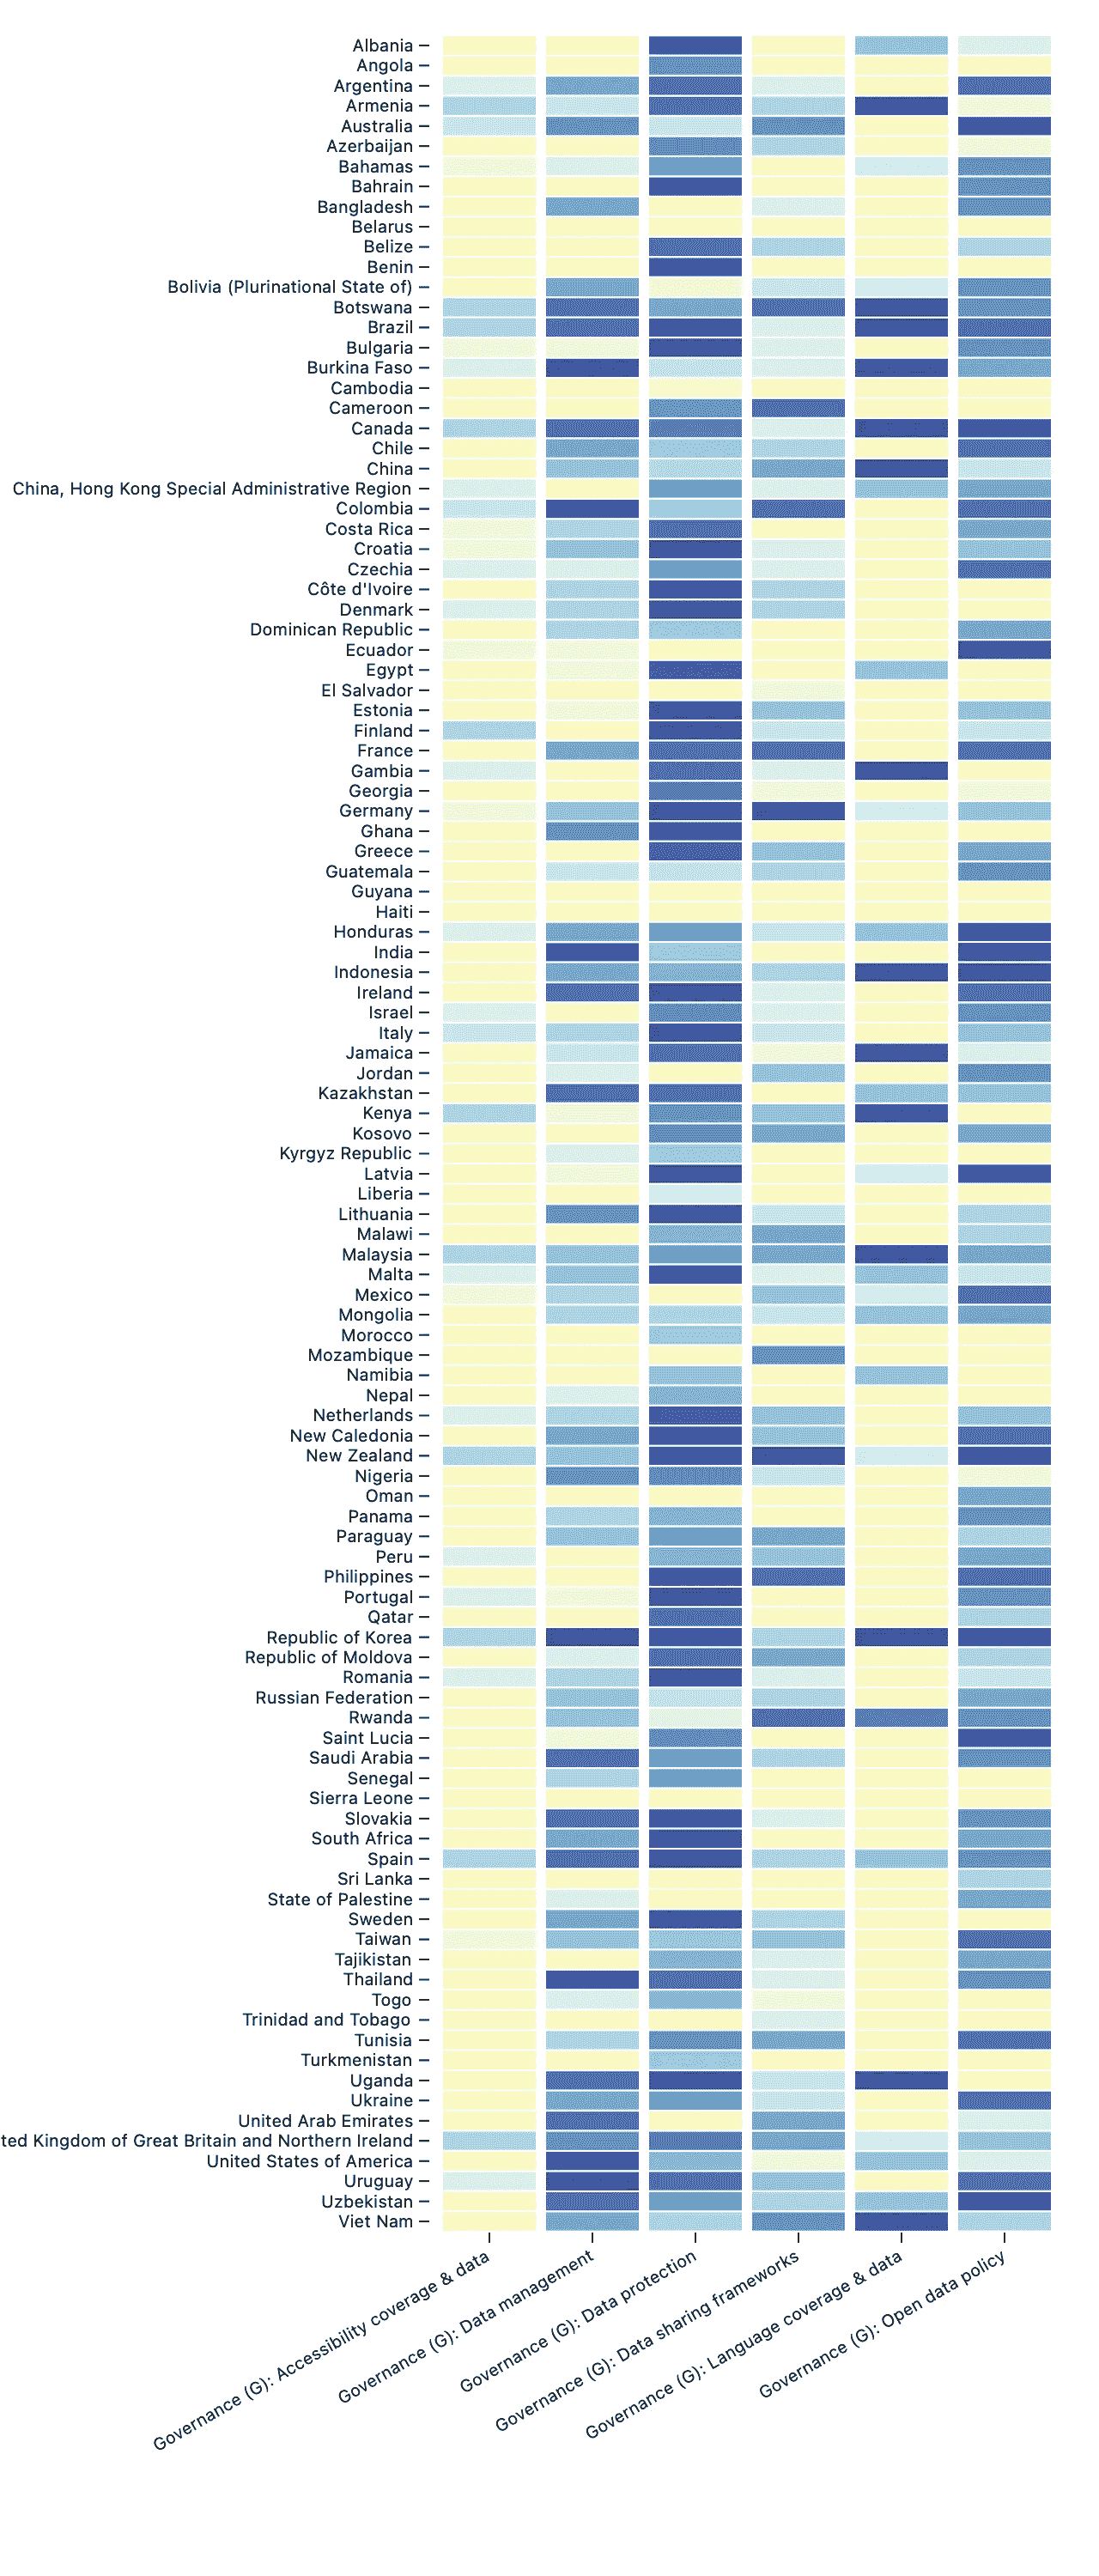 Albania
Angola
Argentina
Armenia
Australia
Azerbaijan
Bahamas
Bahrain
Bangladesh
Belarus
Belize
Benin
Bolivia (Plurinational State of)
Botswana
Brazil
Bulgaria
Burkina Faso
Cambodia
Cameroon
Canada
Chile
China
China, Hong Kong Special Administrative Region
Colombia
Costa Rica
Croatia
Czechia
Côte d'Ivoire
Denmark
Dominican Republic
Ecuador
Egypt
El Salvador
Estonia
Finland
France
Gambia
Georgia
Germany
Ghana
Greece
Guatemala
Guyana
Haiti
Honduras
India
Indonesia
Ireland
Israel
Italy
Jamaica
Jordan
Kazakhstan
Kenya
Kosovo
Kyrgyz Republic
Latvia
Liberia
Lithuania
Malawi
Malaysia
Malta
Mexico
Mongolia
Morocco
Mozambique
Namibia
Nepal
Netherlands
New Caledonia
New Zealand
Nigeria
Oman
Panama
Paraguay
Peru
Philippines
Portugal
Qatar
Republic of Korea
Republic of Moldova
Romania
Russian Federation
Rwanda
Saint Lucia
Saudi Arabia
Senegal
Sierra Leone
Slovakia
South Africa
Spain
Sri Lanka
State of Palestine
Sweden
Taiwan
Tajikistan
Thailand
Togo
Trinidad and Tobago
Tunisia
Turkmenistan
Uganda
Ukraine
United Arab Emirates
ted Kingdom of Great Britain and Northern Ireland
United States of America
Uruguay
Uzbekistan
Viet Nam
Governance (G): Accessibility coverage & data
Governance (G): Data management
Governance (G): Data protection
Governance (G): Data sharing frameworks
Governance (G): Language coverage & data
Governance (G): Open data policy